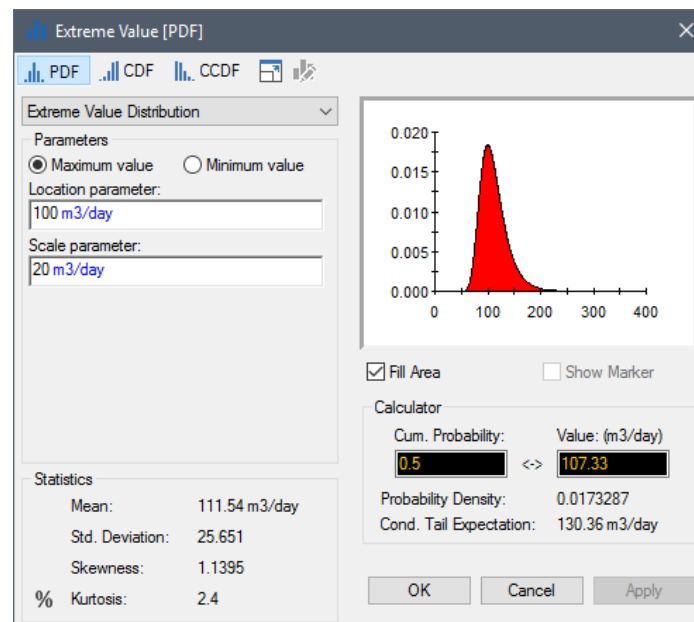 Extreme Value [PDF]
PDF CDF CCDF
Extreme Value Distribution
Parameters
Maximum value Minimum value
Location parameter:
100 m3/day
Scale parameter:
20 m3/day
0.020
0.015
0.010
0.005
0.000
0 100 200 300 400
Fill Area Show Marker
Calculator
Cum. Probability: Value: (m3/day)
0.5 <-> 107.33
Probability Density: 0.0173287
Cond. Tail Expectation: 130.36 m3/day
Statistics
Mean: 111.54 m3/day
Std. Deviation: 25.651
Skewness: 1.1395
% Kurtosis: 2.4
OK Cancel Apply